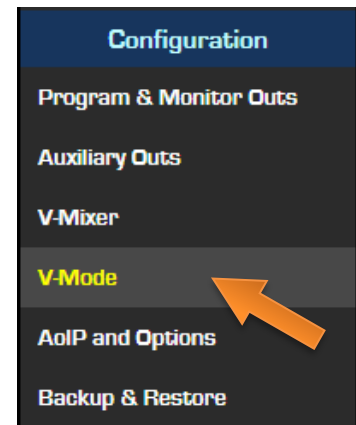 Configuration
Program & Monitor Outs
Auxiliary Outs
V-Mixer
V-Mode
AoIP and Options
Backup & Restore